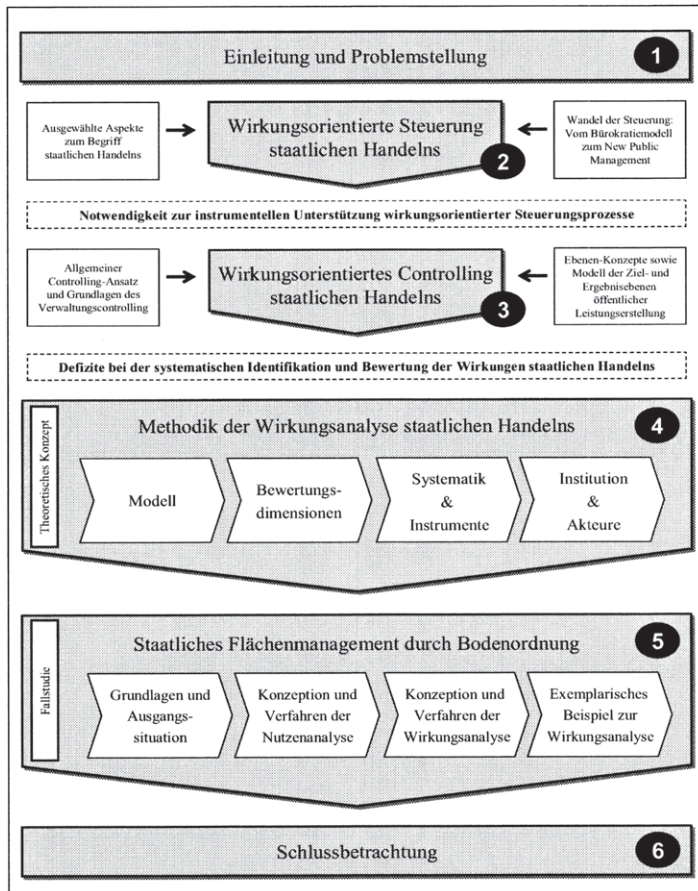 Einleitung und Problemstellung
1
Ausgewählte Aspekte
zum Begriff
staatlichen Handelns
Wirkungsorientierte Steuerung
staatlichen Handelns
2
Wandel der Steuerung:
Vom Bürokratiemodell
zum New Public
Management
Notwendigkeit zur instrumentellen Unterstützung wirkungsorientierter Steuerungsprozesse
Allgemeiner
Controlling-Ansatz
und Grundlagen des
Verwaltungscontrolling
Wirkungsorientiertes Controlling
staatlichen Handelns
3
Ebenen-Konzepte sowie
Modell der Ziel- und
Ergebnisebenen
öffentlicher
Leistungserstellung
Defizite bei der systematischen Identifikation und Bewertung der Wirkungen staatlichen Handelns
Theoretisches Konzept
Methodik der Wirkungsanalyse staatlichen Handelns
4
Modell
Bewertungs-
dimensionen
Systematik
&
Instrumente
Institution
&
Akteure
Fallstudie
Staatliches Flächenmanagement durch Bodenordnung
5
Grundlagen und
Ausgangs-
situation
Konzeption und
Verfahren der
Nutzenanalyse
Konzeption und
Verfahren der
Wirkungsanalyse
Exemplarisches
Beispiel zur
Wirkungsanalyse
Schlussbetrachtung
6